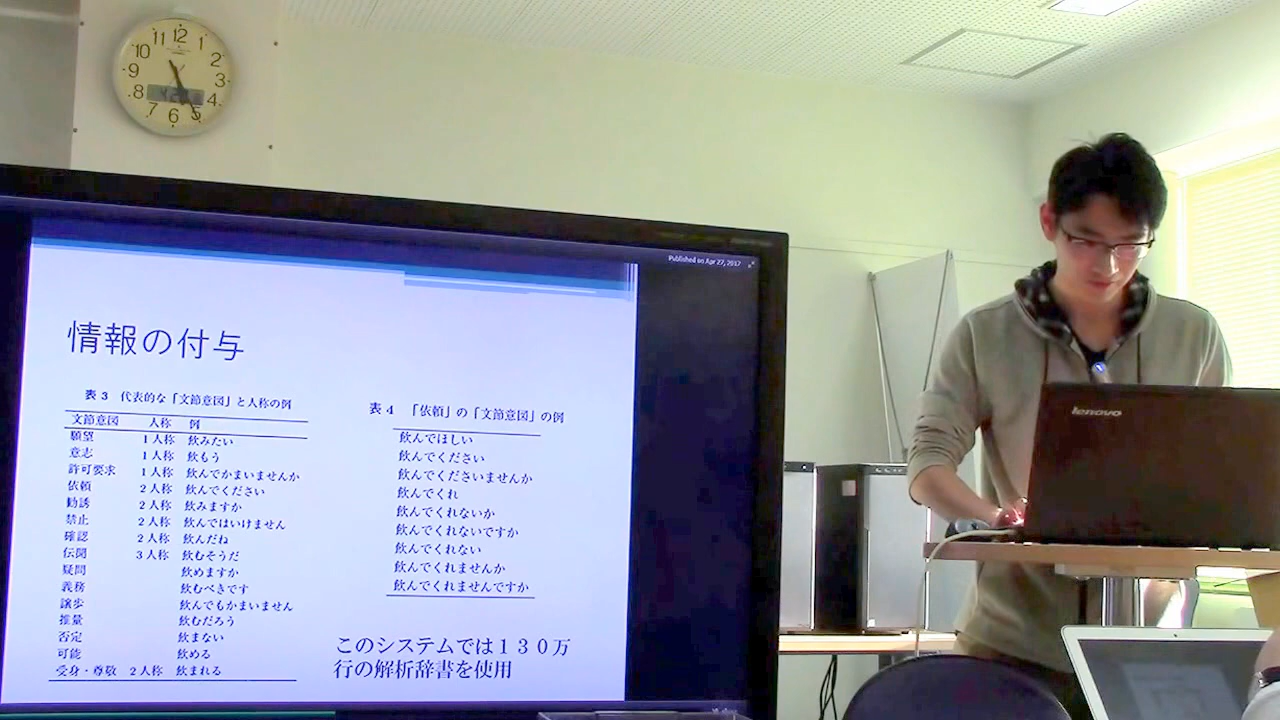 12
1
2
3
4
5
6
7
8
9
10
11
Published on Apr 27, 2017
情報の付与
表3 代表的な「文節意図」と人称の例
文節意図 人称 例
願望 1人称 飲みたい
意志 1人称 飲もう
許可要求 1人称 飲んでかまいませんか
依頼 2人称 飲んでください
勧誘 2人称 飲みますか
禁止 2人称 飲んではいけません
確認 2人称 飲んだね
伝聞 3人称 飲むそうだ
疑問 飲めますか
義務 飲むべきです
譲歩 飲んでもかまいません
推量 飲むだろう
否定 飲まない
可能 飲める
受身・尊敬 2人称 飲まれる
表4 「依頼」の「文節意図」の例
飲んでほしい
飲んでください
飲んでくださいませんか
飲んでくれ
飲んでくれないか
飲んでくれないですか
飲んでくれない
飲んでくれませんか
飲んでくれませんですか
このシステムでは１３０万
行の解析辞書を使用
lenovo